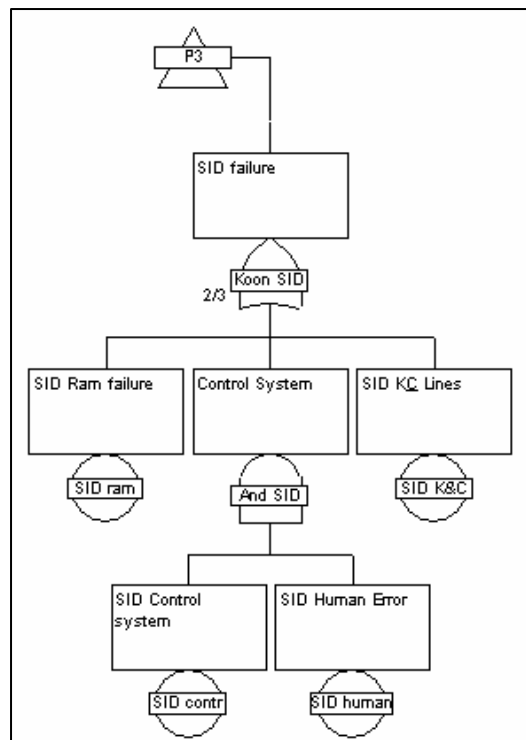 P3
SID failure
Koon SID
2/3
SID Ram failure
Control System
SID KC Lines
SID ram
And SID
SID K&C
SID Control
system
SID Human Error
SID contr
SID human